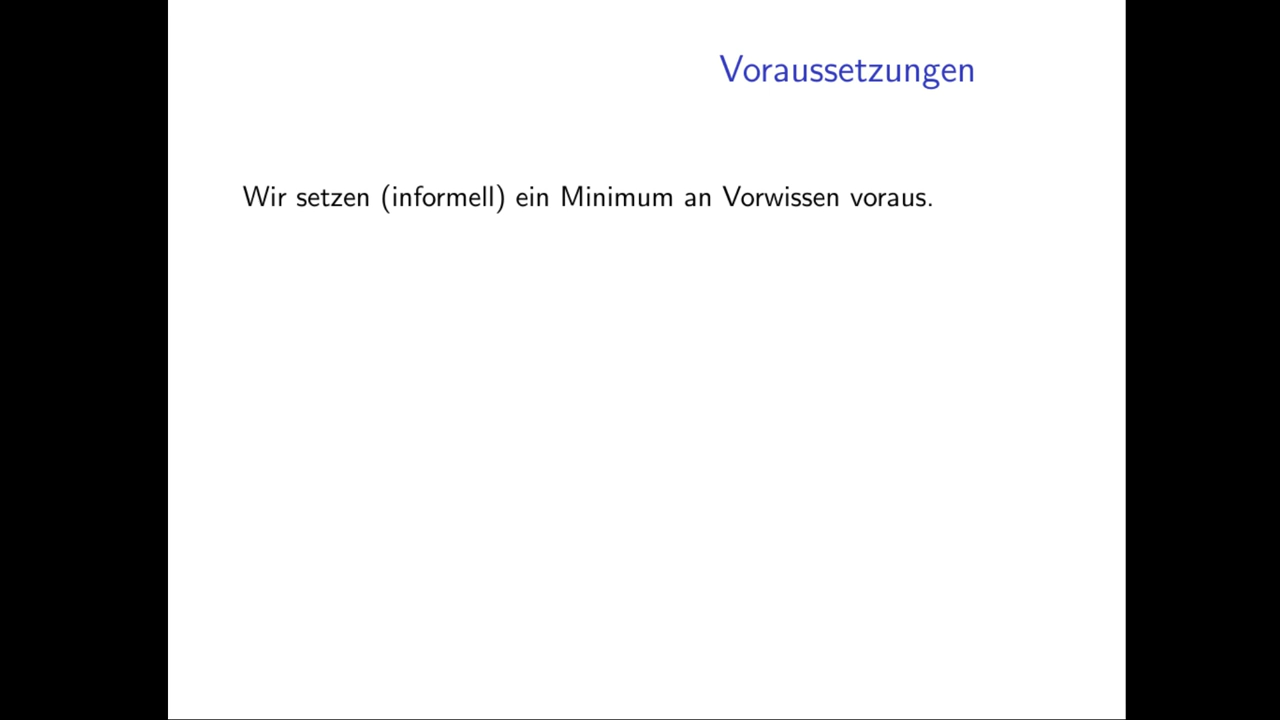 Voraussetzungen
Wir setzen (informell) ein Minimum an Vorwissen voraus.